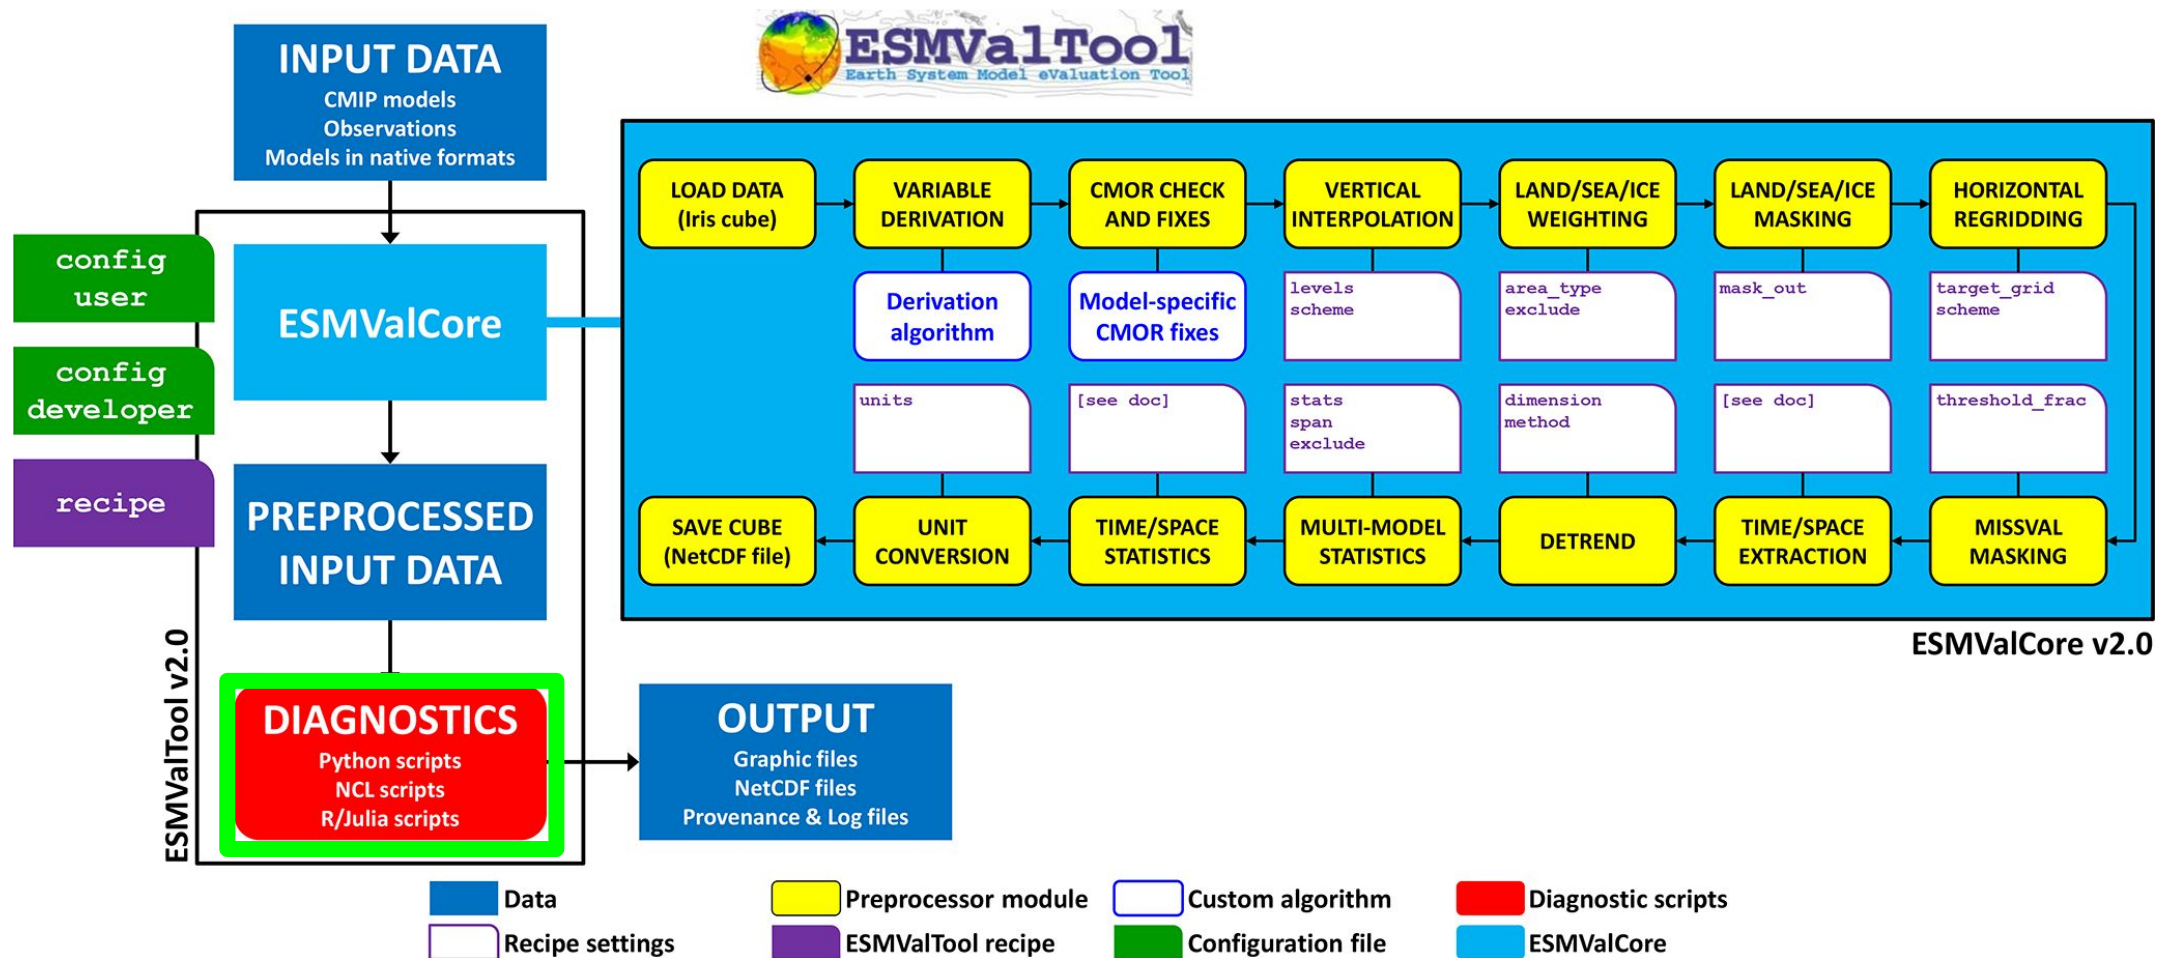 ESMValTool
Earth System Model eValuation Tool
INPUT DATA
CMIP models
Observations
Models in native formats
config
user
config
developer
recipe
ESMValCore
PREPROCESSED
INPUT DATA
ESMValTool v2.0
DIAGNOSTICS
Python scripts
NCL scripts
R/Julia scripts
OUTPUT
Graphic files
NetCDF files
Provenance & Log files
LOAD DATA
(Iris cube)
VARIABLE
DERIVATION
CMOR CHECK
AND FIXES
VERTICAL
INTERPOLATION
LAND/SEA/ICE
WEIGHTING
LAND/SEA/ICE
MASKING
HORIZONTAL
REGRIDDING
Derivation
algorithm
Model-specific
CMOR fixes
levels
scheme
area_type
exclude
mask_out
target_grid
scheme
units
[see doc]
stats
span
exclude
dimension
method
[see doc]
threshold_frac
SAVE CUBE
(NetCDF file)
UNIT
CONVERSION
TIME/SPACE
STATISTICS
MULTI-MODEL
STATISTICS
DETREND
TIME/SPACE
EXTRACTION
MISSVAL
MASKING
ESMValCore v2.0
Data
Preprocessor module
Custom algorithm
Diagnostic scripts
Recipe settings
ESMValTool recipe
Configuration file
ESMValCore